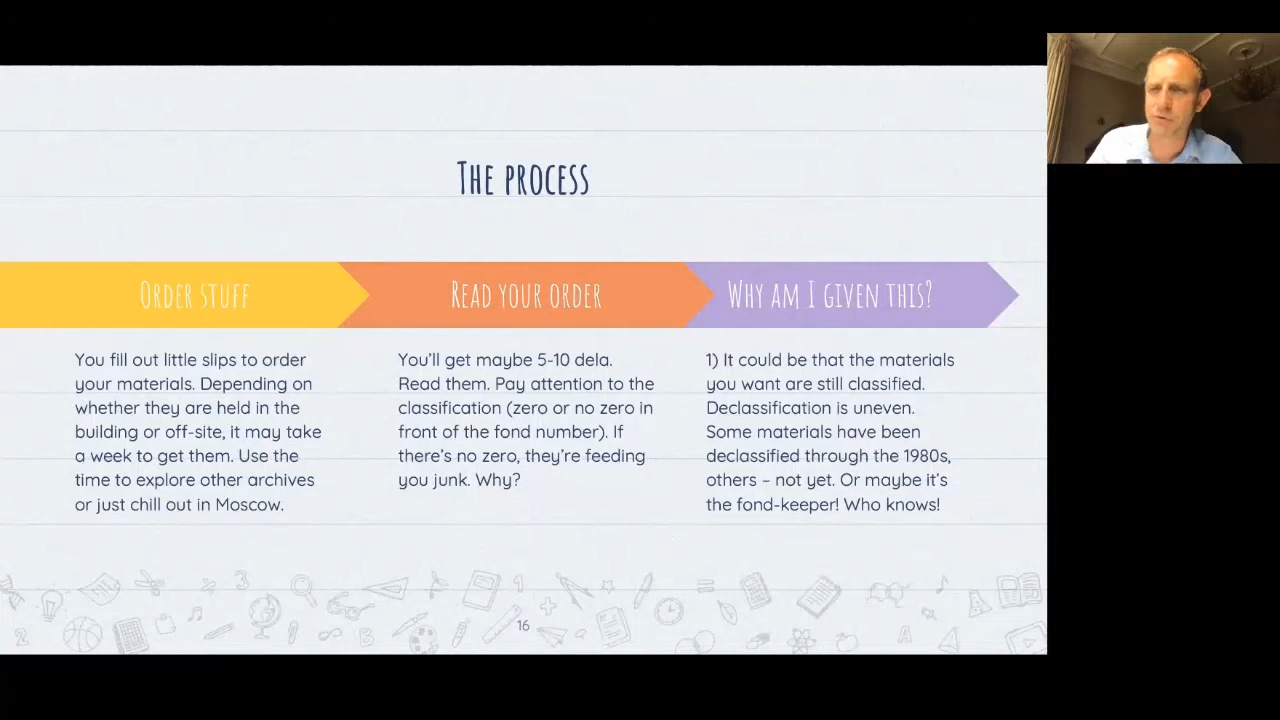 The process
Order stuff
Read your order
Why am I given this?
You fill out little slips to order
your materials. Depending on
whether they are held in the
building or off-site, it may take
a week to get them. Use the
time to explore other archives
or just chill out in Moscow.
You'll get maybe 5-10 dela.
Read them. Pay attention to the
classification (zero or no zero in
front of the fond number). If
there's no zero, they're feeding
you junk. Why?
1) It could be that the materials
you want are still classified.
Declassification is uneven.
Some materials have been
declassified through the 1980s,
others – not yet. Or maybe it's
the fond-keeper! Who knows!
16